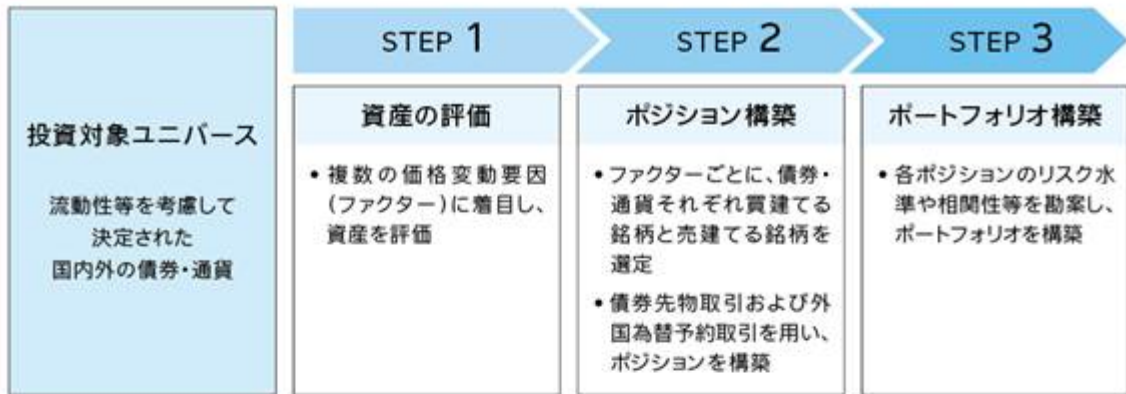 投資対象ユニバース
流動性等を考慮して
決定された
国内外の債券・通貨
STEP 1
資産の評価
• 複数の価格変動要因
(ファクター)に着目し、
資産を評価
STEP 2
ポジション構築
• ファクターごとに、債券・
通貨それぞれ買建てる
銘柄と売建てる銘柄を
選定
• 債券先物取引および外
国為替予約取引を用い、
ポジションを構築
STEP 3
ポートフォリオ構築
• 各ポジションのリスク水
準や相関性等を勘案し、
ポートフォリオを構築